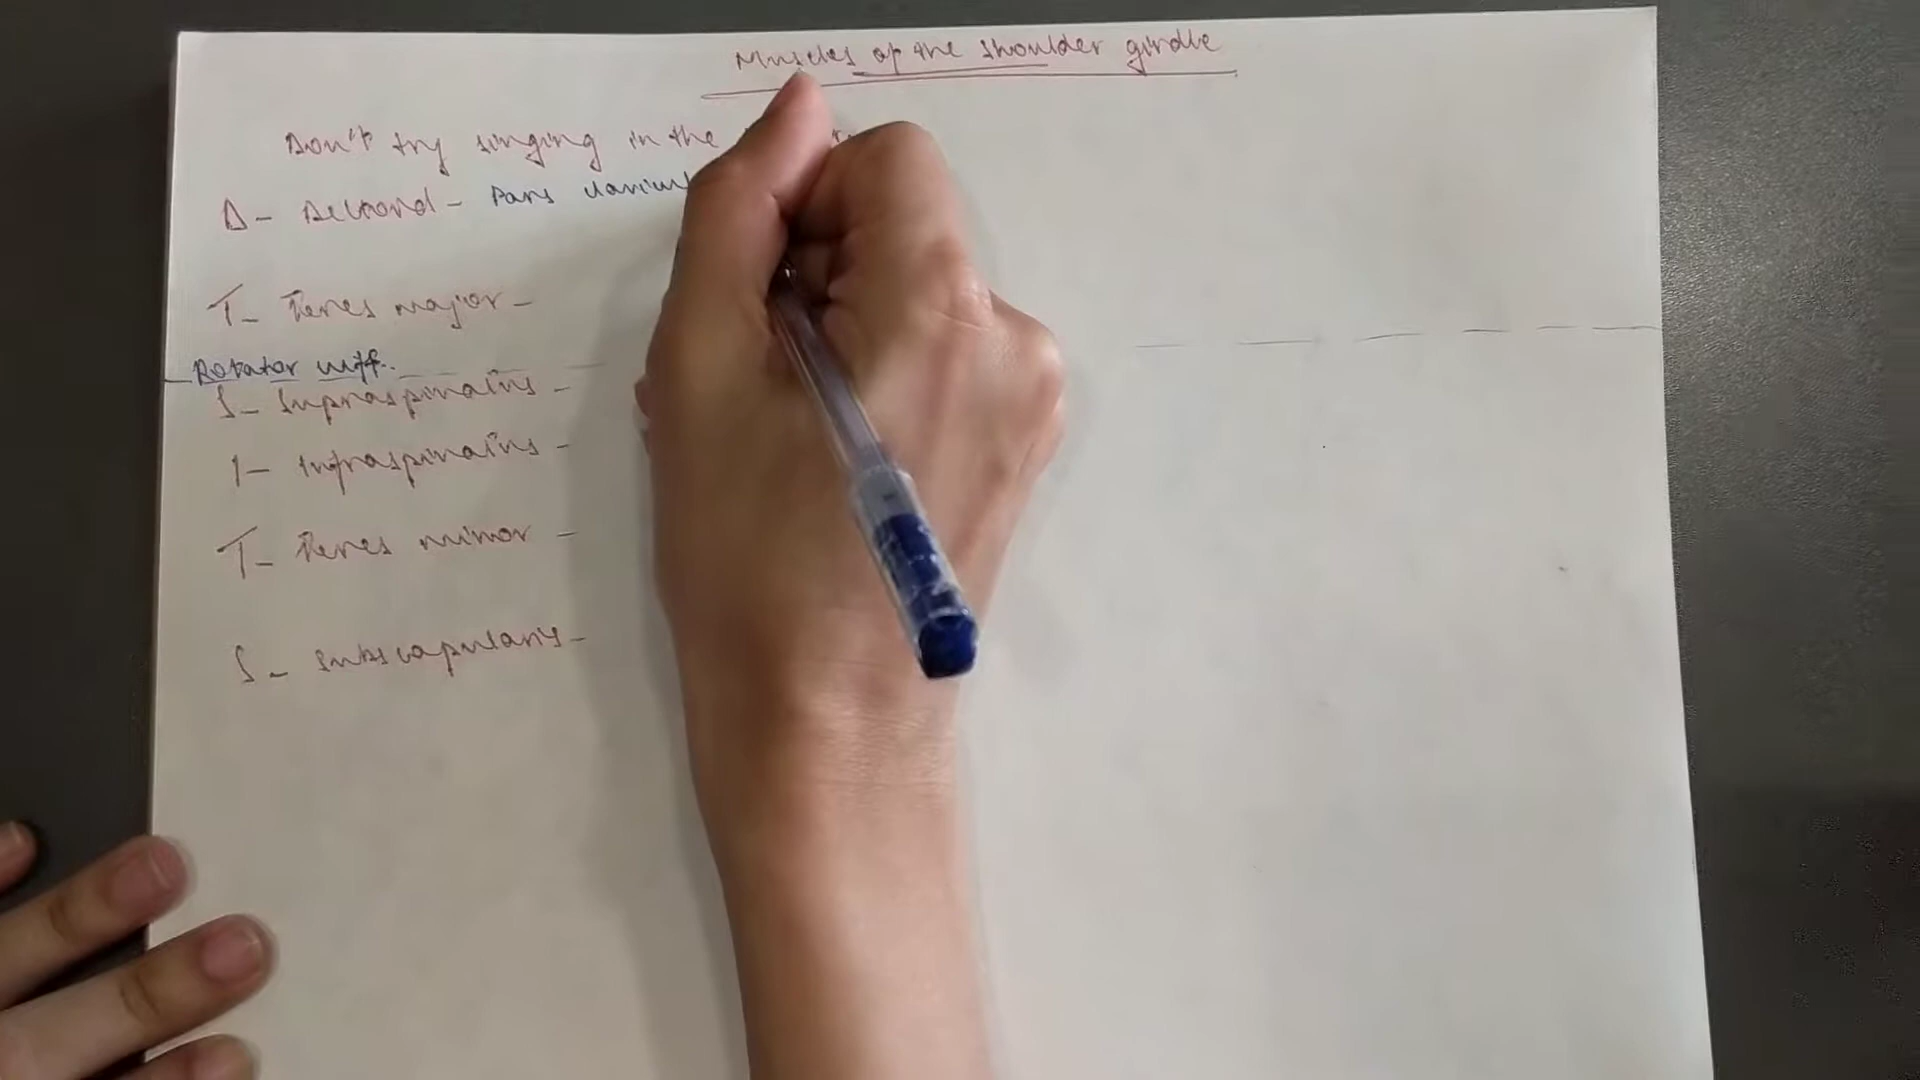 Muscles of the shoulder girdle
Don't try singing in the
D- Deltoid - Pars
T- Teres major -
Rotator cuff.
S- Supraspinatus -
I- Infraspinatus -
T- Teres minor -
S- Subscapularis -